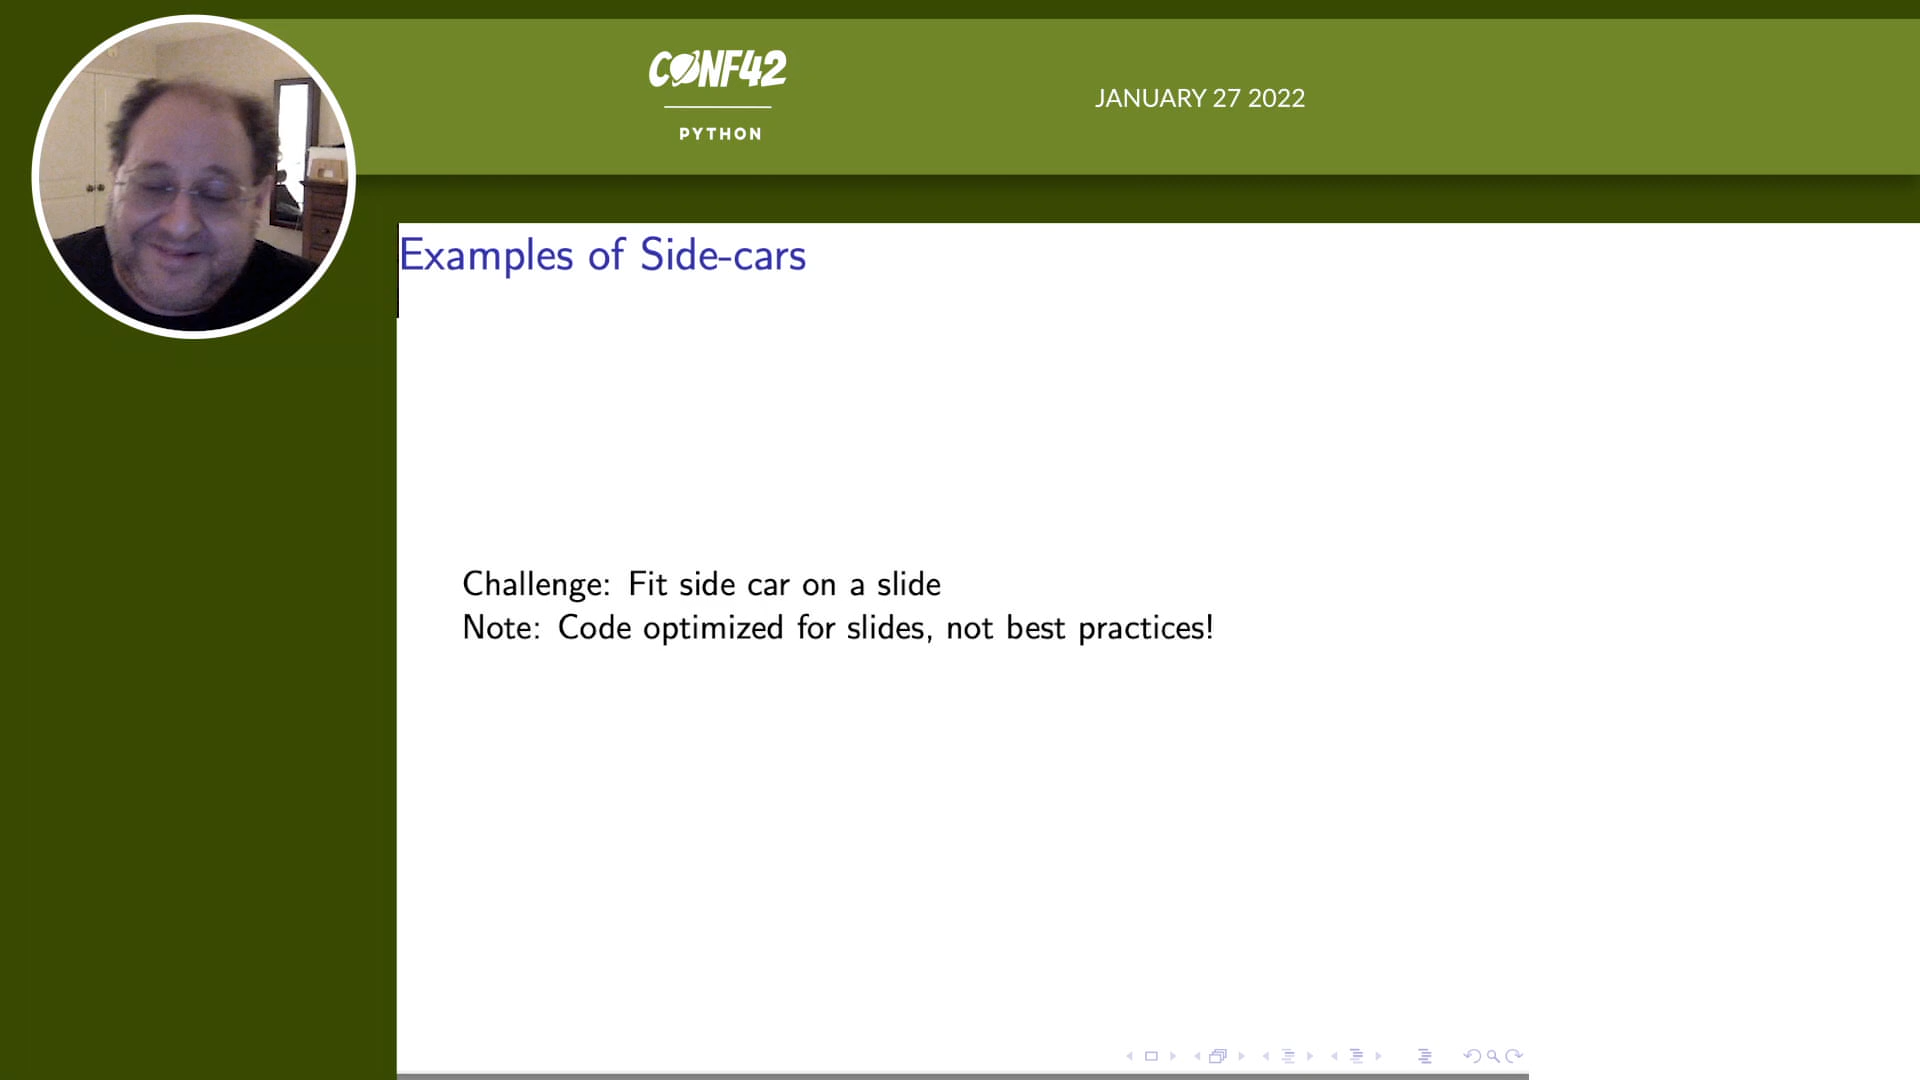 CONF42
PYTHON
JANUARY 27 2022
Examples of Side-cars
Challenge: Fit side car on a slide
Note: Code optimized for slides, not best practices!